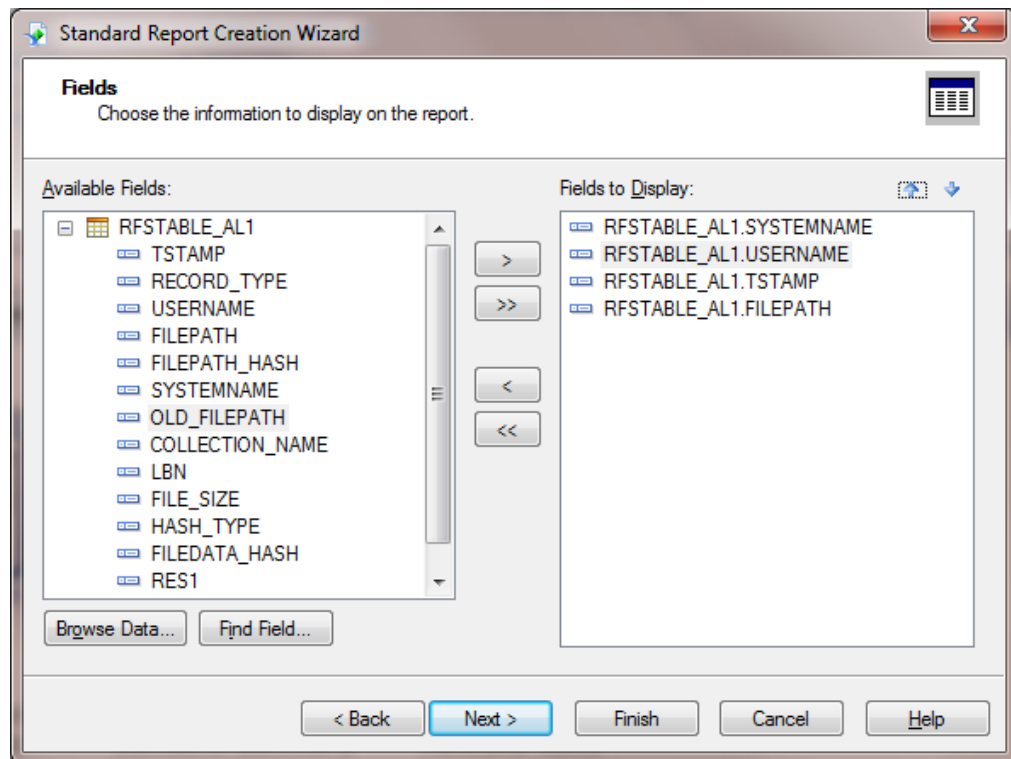 Standard Report Creation Wizard
Fields
Choose the information to display on the report.
Available Fields:
RFSTABLE_AL1
TSTAMP
RECORD_TYPE
USERNAME
FILEPATH
FILEPATH_HASH
SYSTEMNAME
OLD_FILEPATH
COLLECTION_NAME
LBN
FILE_SIZE
HASH_TYPE
FILEDATA_HASH
RES1
Browse Data...
Find Field...
>
>>
<
<<
Fields to Display:
RFSTABLE_AL1.SYSTEMNAME
RFSTABLE_AL1.USERNAME
RFSTABLE_AL1.TSTAMP
RFSTABLE_AL1.FILEPATH
< Back
Next >
Finish
Cancel
Help